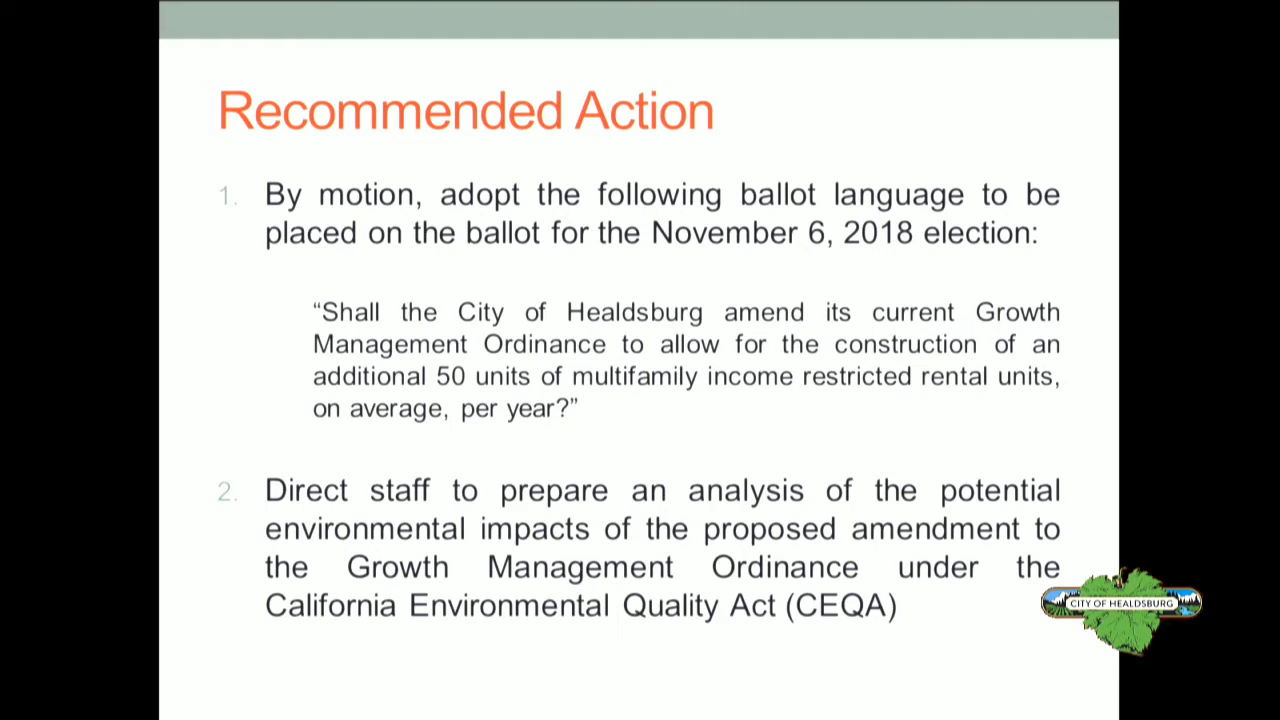 Recommended Action
1. By motion, adopt the following ballot language to be
placed on the ballot for the November 6, 2018 election:
“Shall the City of Healdsburg amend its current Growth
Management Ordinance to allow for the construction of an
additional 50 units of multifamily income restricted rental units,
on average, per year?”
2. Direct staff to prepare an analysis of the potential
environmental impacts of the proposed amendment to
the Growth Management Ordinance under the
California Environmental Quality Act (CEQA)
CITY OF HEALDSBURG